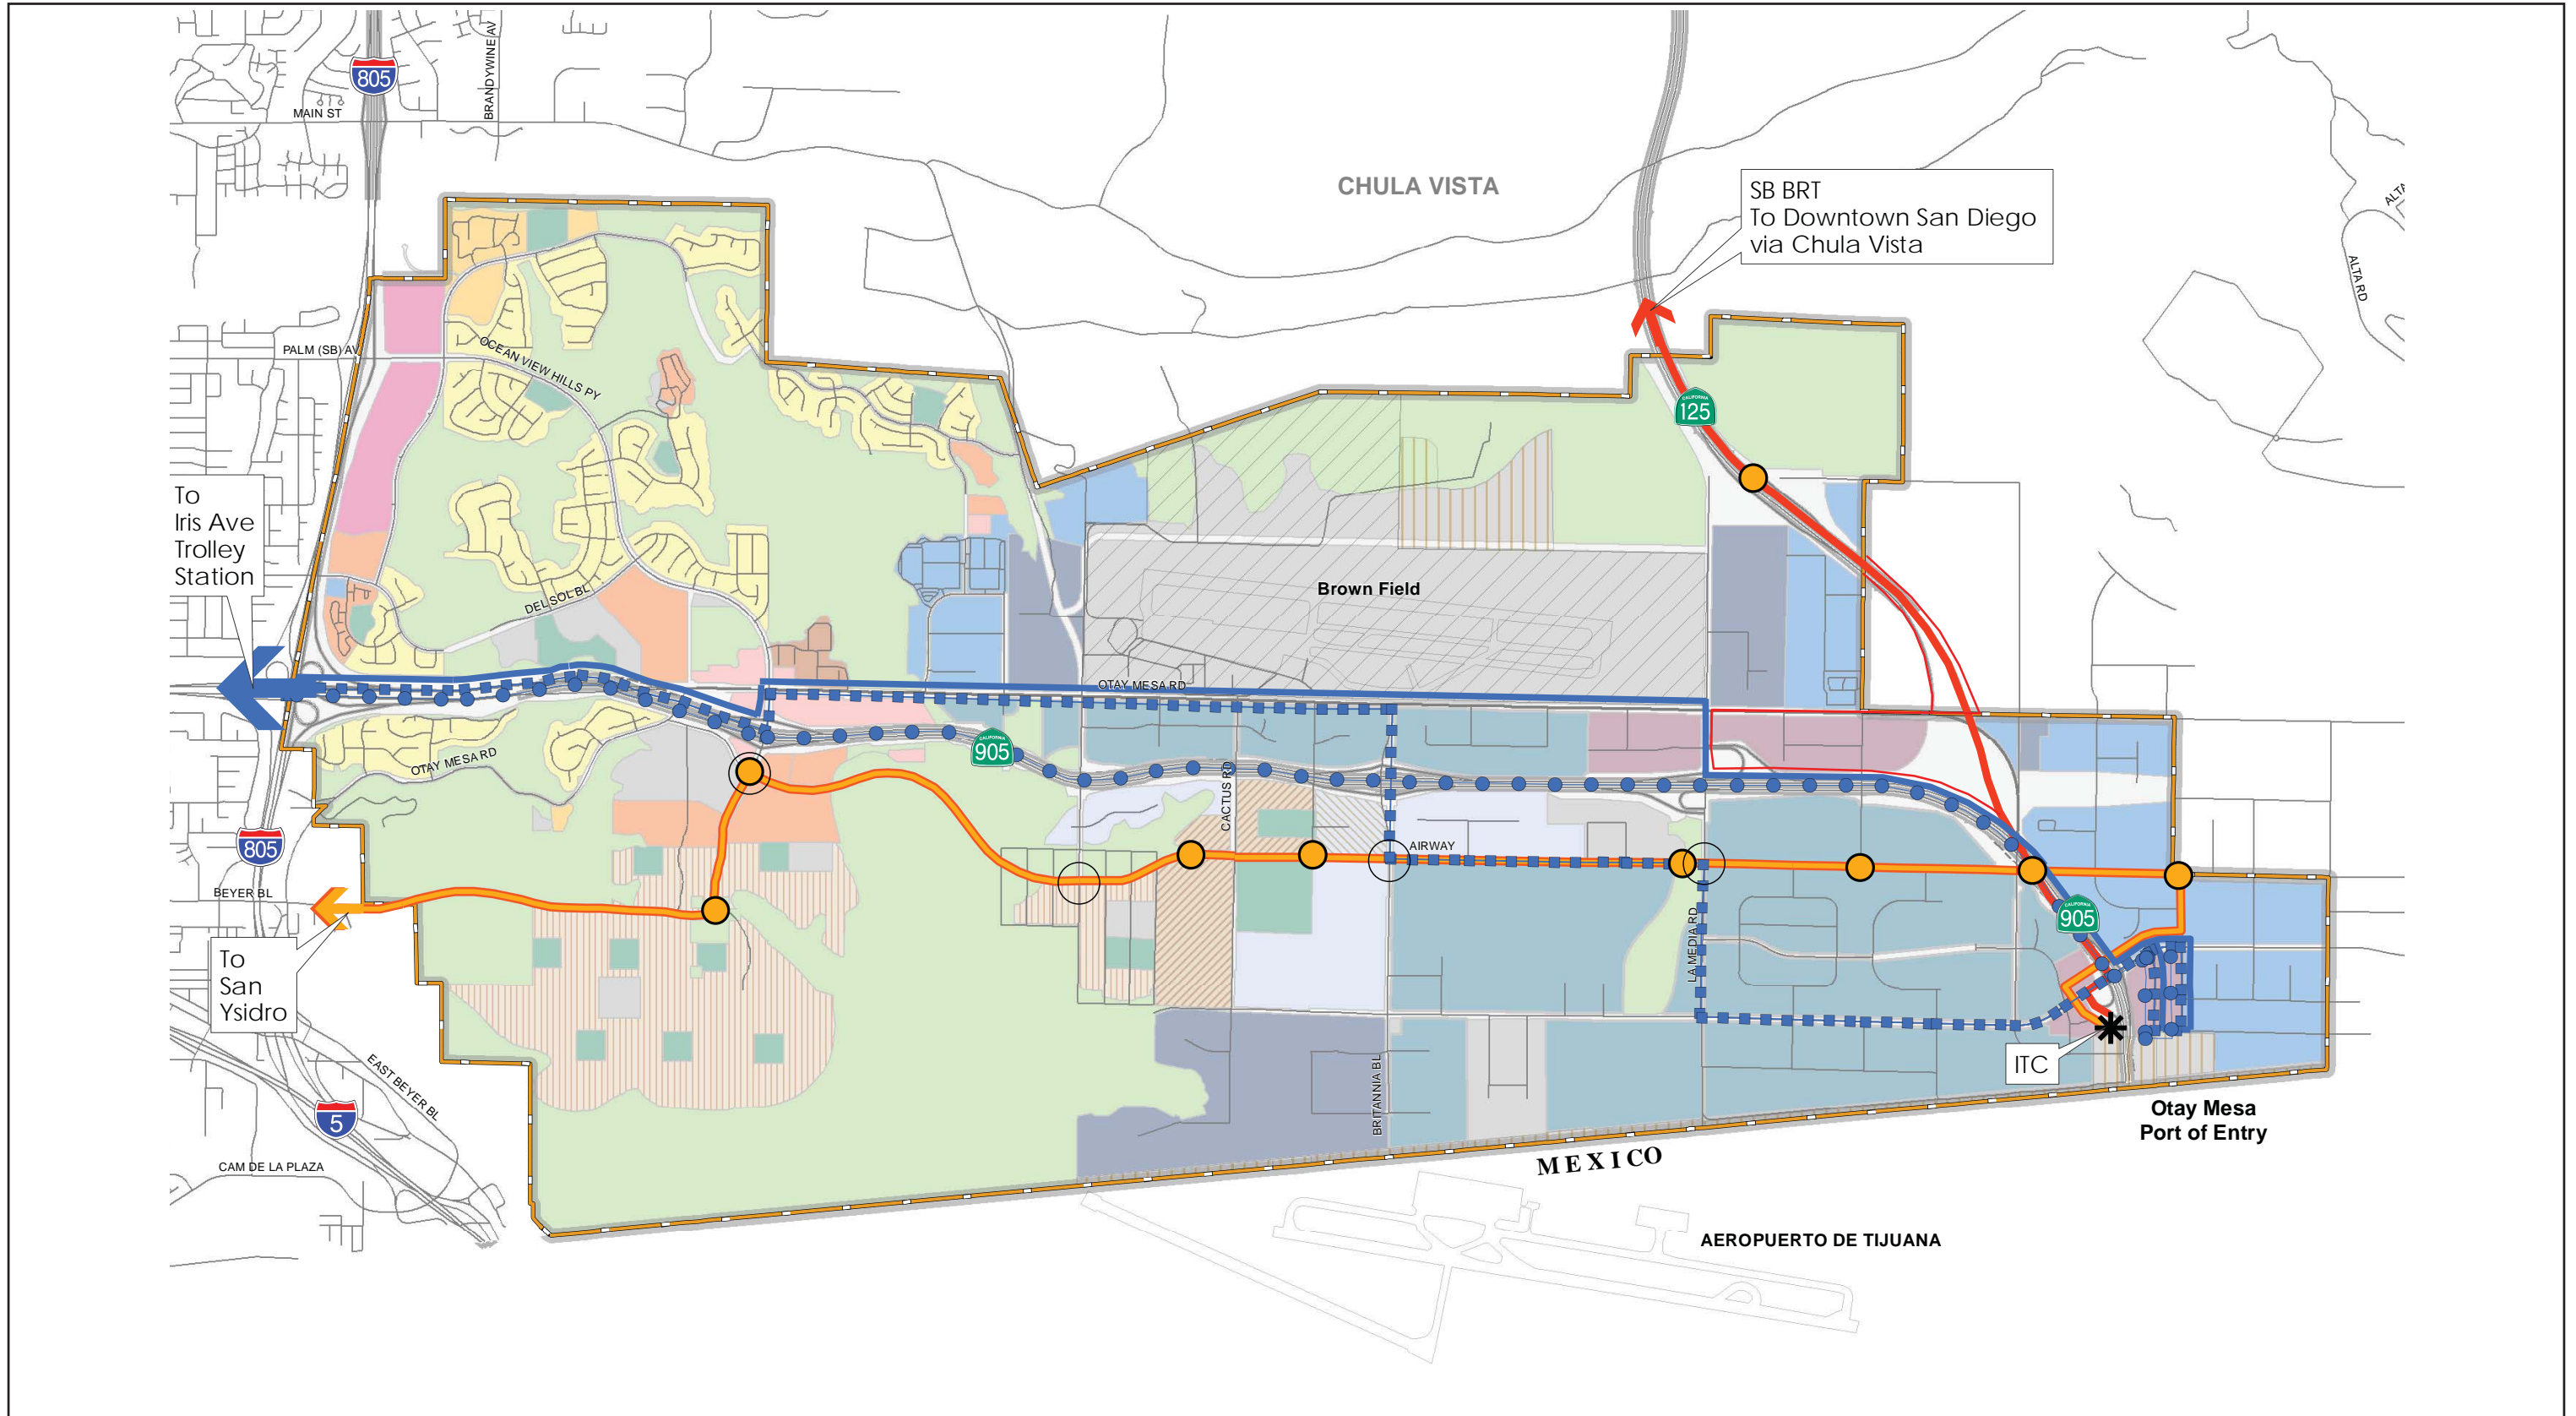 BRANDYWINE AV
805
MAIN ST
CHULA VISTA
SB BRT
To Downtown San Diego
via Chula Vista
ALTA RD
PALM (SB) AV
OCEAN VIEW HILLS PY
CALIFORNIA
125
To
Iris Ave
Trolley
Station
DEL SOL BL
Brown Field
OTAY MESA RD
CALIFORNIA
905
OTAY MESA RD
CACTUS RD
AIRWAY
805
BEYER BL
To
San
Ysidro
LA MEDIA RD
CALIFORNIA
905
ITC
EAST BEYER BL
5
BRITANNIA BL
CAM DE LA PLAZA
Otay Mesa
Port of Entry
MEXICO
AEROPUERTO DE TIJUANA